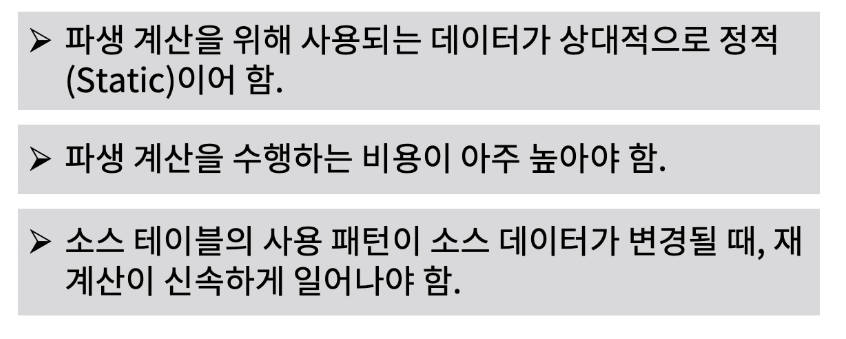 ➢ 파생 계산을 위해 사용되는 데이터가 상대적으로 정적
(Static)이어 함.
➢ 파생 계산을 수행하는 비용이 아주 높아야 함.
➢ 소스 테이블의 사용 패턴이 소스 데이터가 변경될 때, 재
계산이 신속하게 일어나야 함.